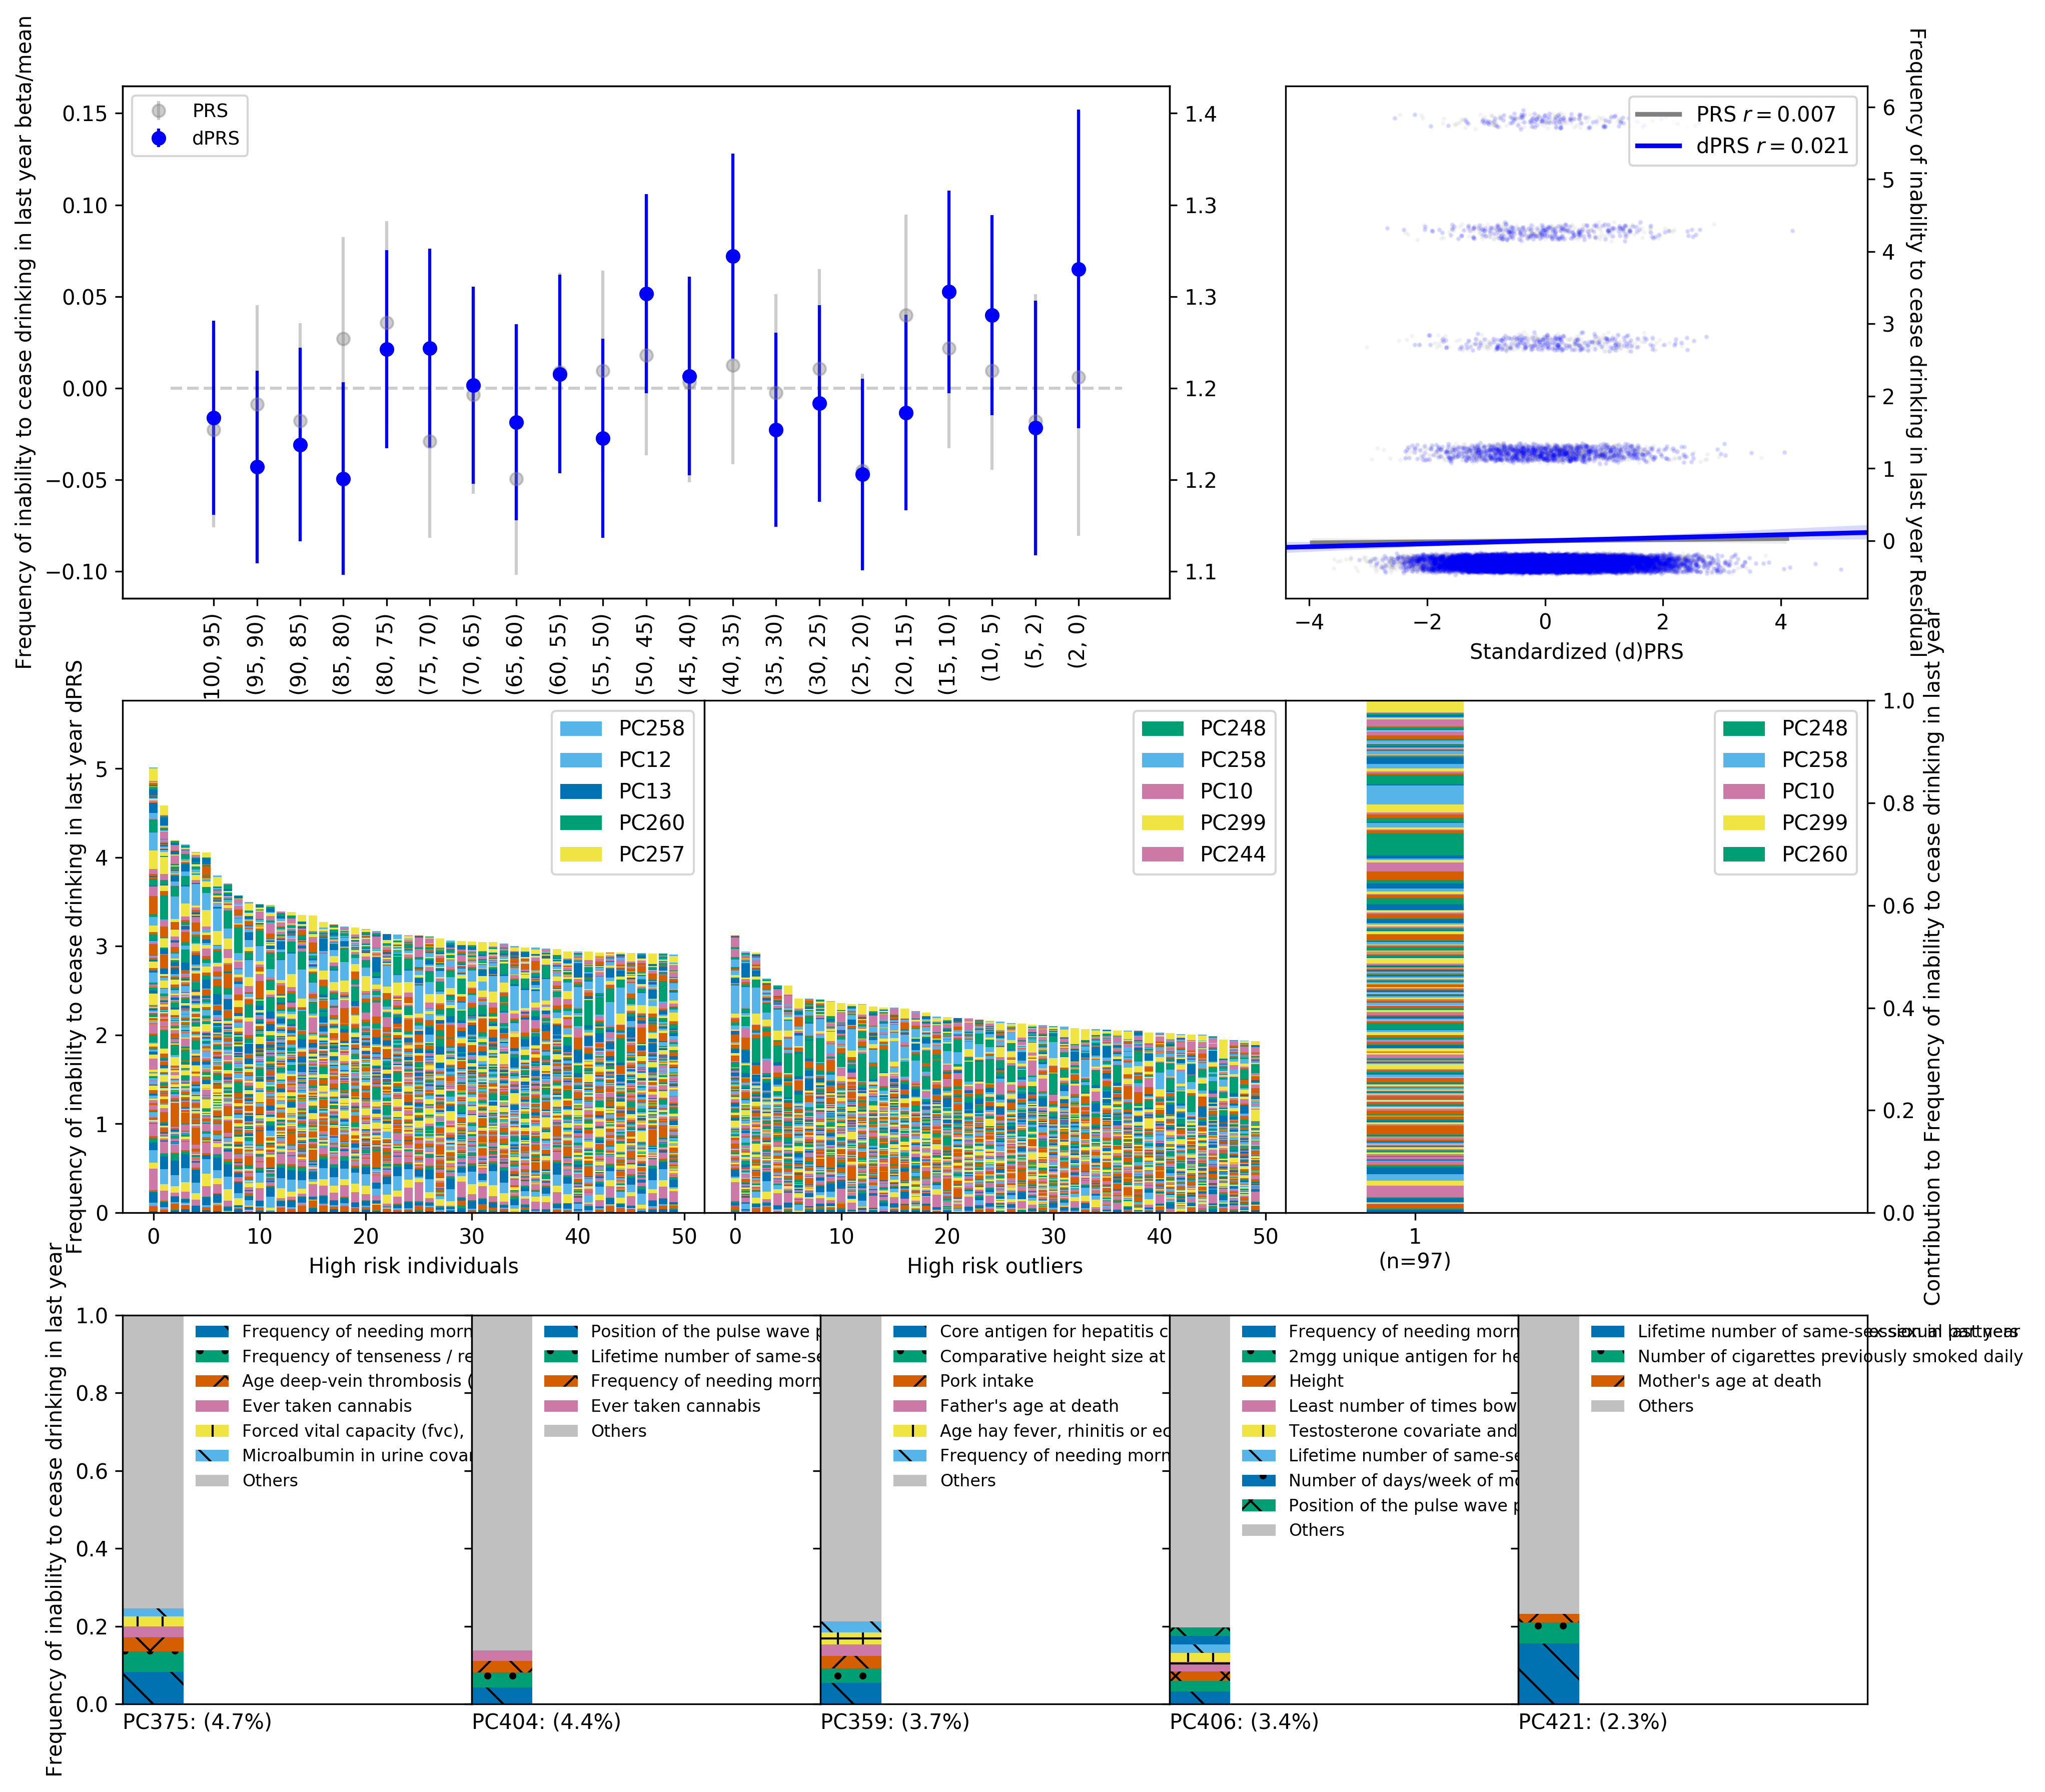 Frequency of inability to cease drinking in last year beta/mean
0.15
0.10
0.05
0.00
−0.05
−0.10
PRS
dPRS
1.4
1.3
1.3
1.2
1.2
1.1
100, 95)
(95, 90)
(90, 85)
(85, 80)
(80, 75)
(75, 70)
(70, 65)
(65, 60)
(60, 55)
(55, 50)
(50, 45)
(45, 40)
(40, 35)
(35, 30)
(30, 25)
(25, 20)
(20, 15)
(15, 10)
(10, 5)
(5, 2)
(2, 0)
PRS r = 0.007
dPRS r = 0.021
6
5
4
3
2
1
0
−4
−2
0
2
4
Standardized (d)PRS
Frequency of inability to cease drinking in last year Residual
Frequency of inability to cease drinking in last year dPRS
5
4
3
2
1
0
PC258
PC12
PC13
PC260
PC257
0
10
20
30
40
50
High risk individuals
PC248
PC258
PC10
PC299
PC244
0
10
20
30
40
50
High risk outliers
PC248
PC258
PC10
PC299
PC260
1
(n=97)
1.0
0.8
0.6
0.4
0.2
0.0
Contribution to Frequency of inability to cease drinking in last year
Frequency of inability to cease drinking in last year
1.0
0.8
0.6
0.4
0.2
0.0
Frequency of needing morn
Frequency of tenseness / re
Age deep-vein thrombosis (
Ever taken cannabis
Forced vital capacity (fvc),
Microalbumin in urine covar
Others
PC375: (4.7%)
Position of the pulse wave p
Lifetime number of same-se
Frequency of needing morn
Ever taken cannabis
Others
PC404: (4.4%)
Core antigen for hepatitis c
Comparative height size at
Pork intake
Father's age at death
Age hay fever, rhinitis or ec
Frequency of needing morn
Others
PC359: (3.7%)
Frequency of needing morn
2mgg unique antigen for he
Height
Least number of times bow
Testosterone covariate and
Lifetime number of same-se
Number of days/week of mo
Position of the pulse wave p
Others
PC406: (3.4%)
Lifetime number of same-sex sexual partners
Number of cigarettes previously smoked daily
Mother's age at death
Others
PC421: (2.3%)